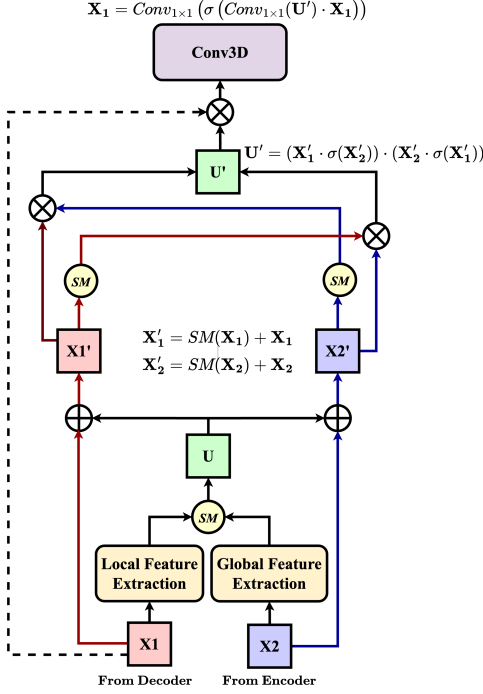 X₁ = Conv₁ₓ₁ (σ (Conv₁ₓ₁(U′) · X₁))
Conv3D
U′ = (X′₁ · σ(X′₂)) · (X′₂ · σ(X′₁))
U'
SM
SM
X′₁ = SM(X₁) + X₁
X1'
X2'
X′₂ = SM(X₂) + X₂
U
SM
Local Feature
Extraction
Global Feature
Extraction
X1
X2
From Decoder
From Encoder